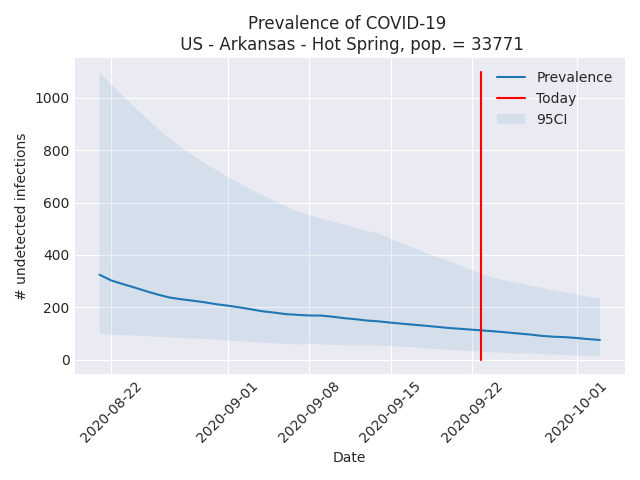 Prevalence of COVID-19
US - Arkansas - Hot Spring, pop. = 33771
Prevalence
Today
95CI
1000
800
600
400
200
0
# undetected infections
2020-08-22
2020-09-01
2020-09-08
2020-09-15
2020-09-22
2020-10-01
Date